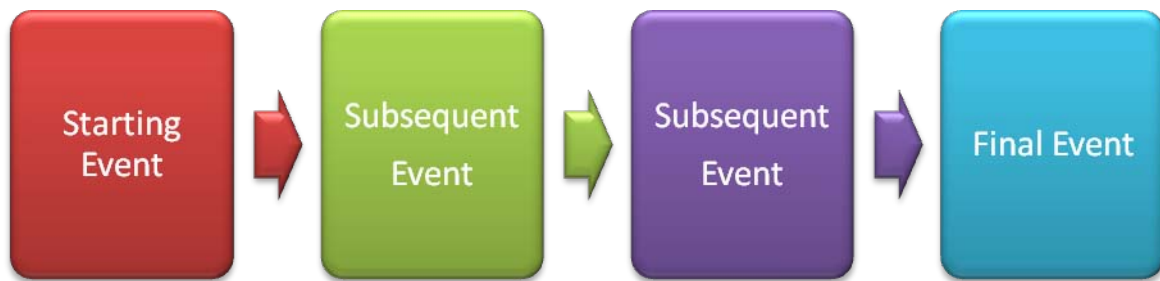 Starting
Event
Subsequent
Event
Subsequent
Event
Final Event